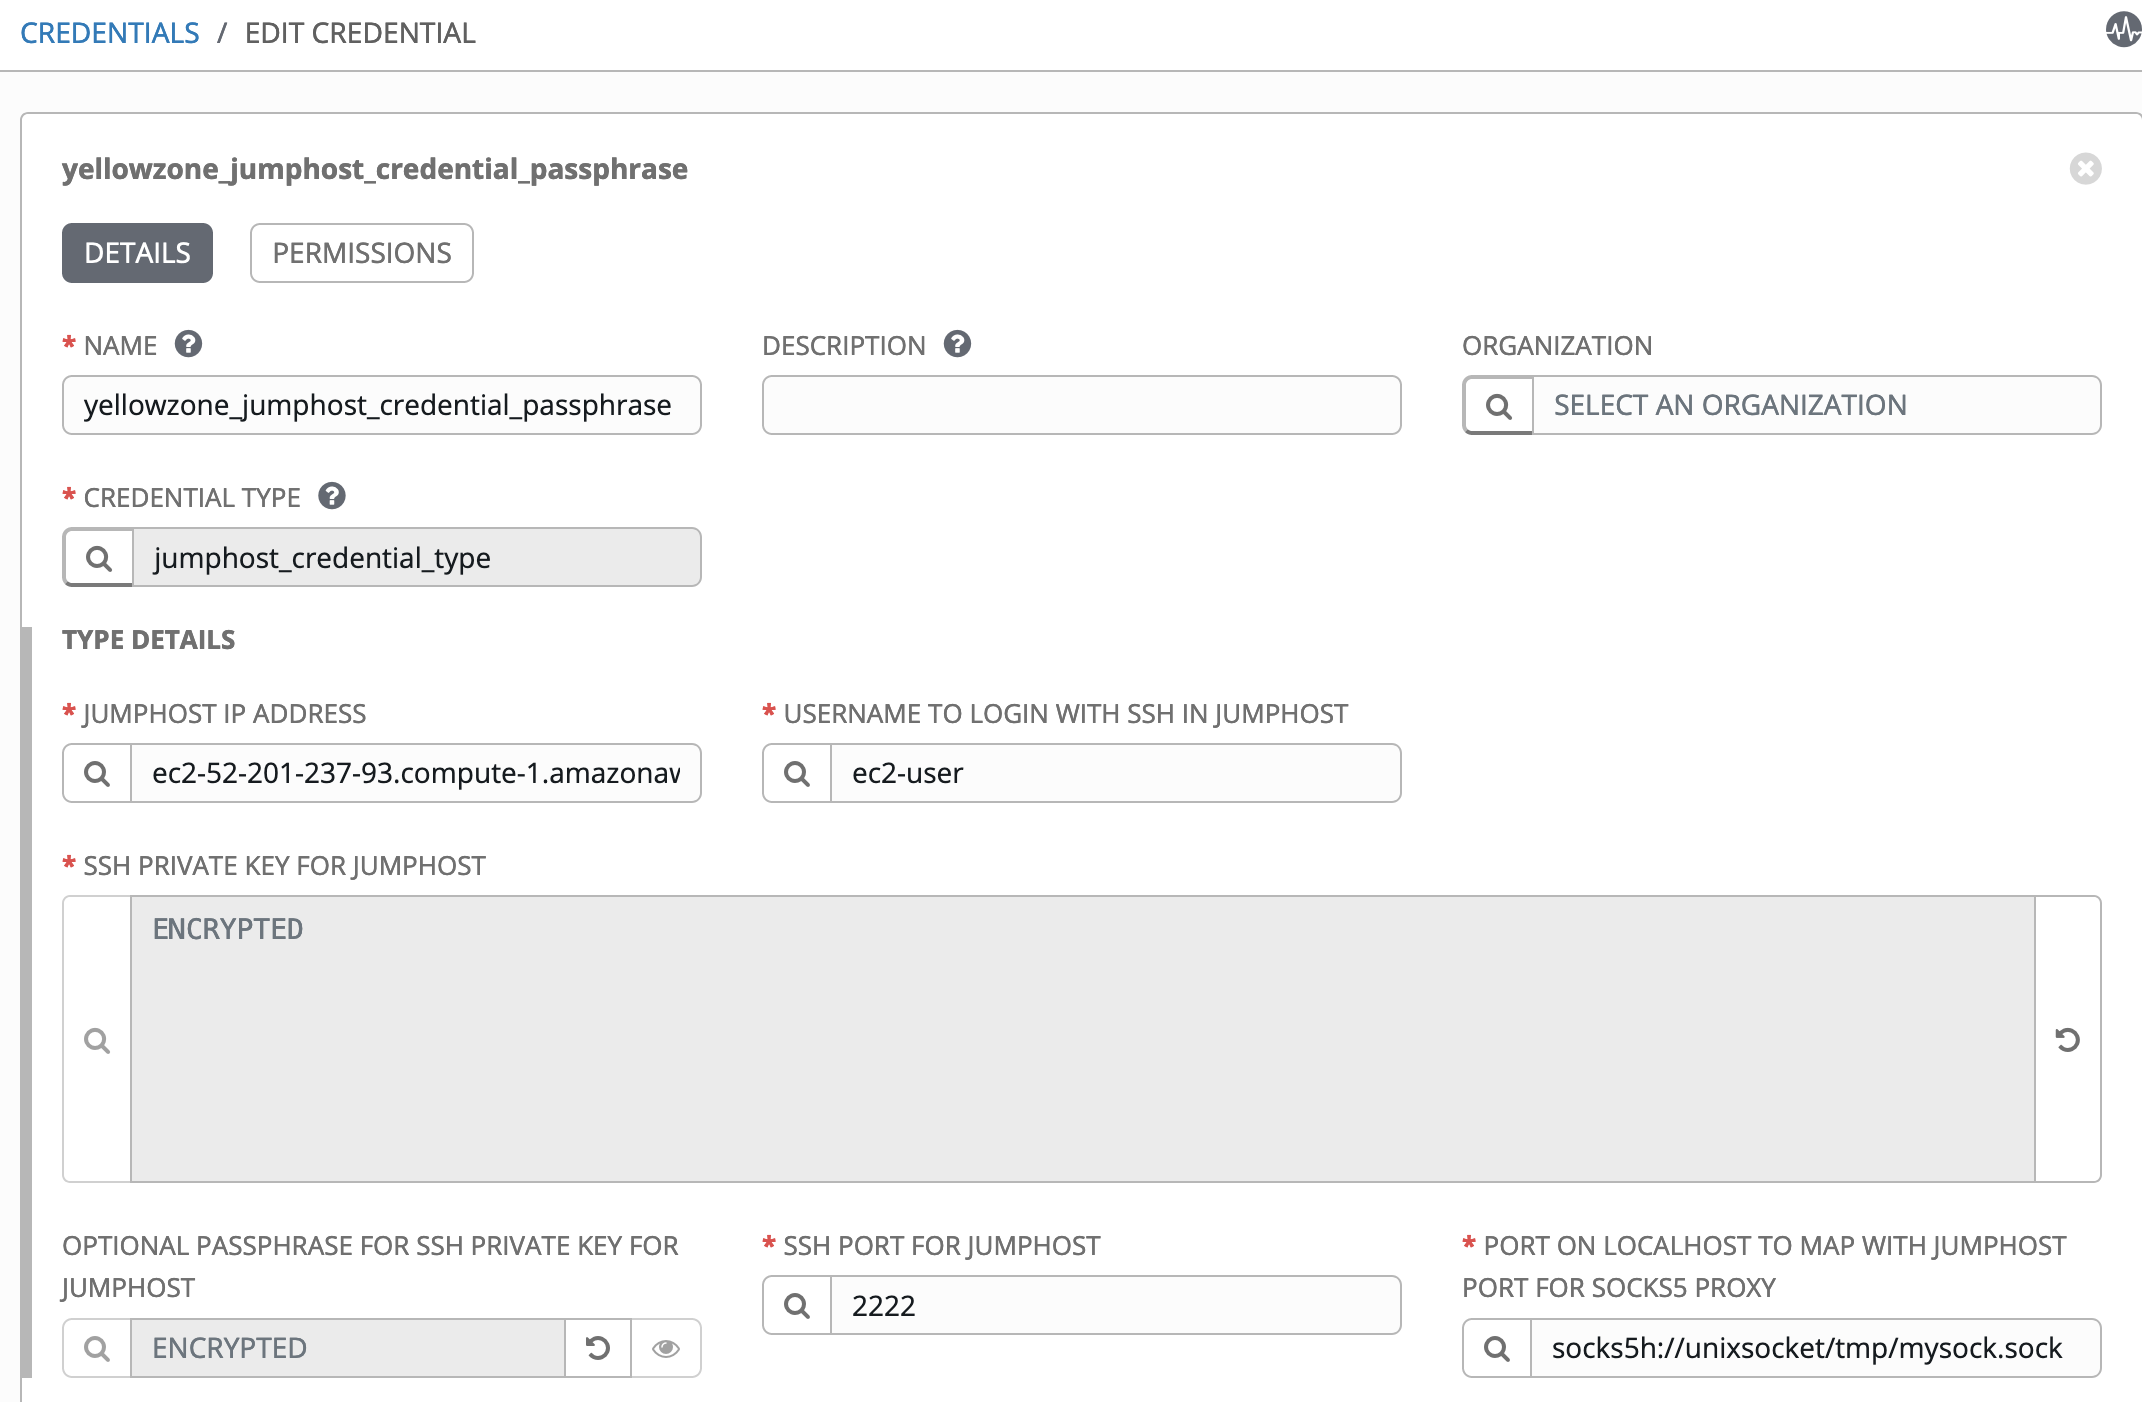 CREDENTIALS / EDIT CREDENTIAL
yellowzone_jumphost_credential_passphrase
DETAILS PERMISSIONS
* NAME ? DESCRIPTION ? ORGANIZATION
yellowzone_jumphost_credential_passphrase SELECT AN ORGANIZATION
* CREDENTIAL TYPE ?
jumphost_credential_type
TYPE DETAILS
* JUMPHOST IP ADDRESS * USERNAME TO LOGIN WITH SSH IN JUMPHOST
ec2-52-201-237-93.compute-1.amazonaw ec2-user
* SSH PRIVATE KEY FOR JUMPHOST
ENCRYPTED
OPTIONAL PASSPHRASE FOR SSH PRIVATE KEY FOR
JUMPHOST
ENCRYPTED
* SSH PORT FOR JUMPHOST
2222
* PORT ON LOCALHOST TO MAP WITH JUMPHOST
PORT FOR SOCKS5 PROXY
socks5h://unixsocket/tmp/mysock.sock